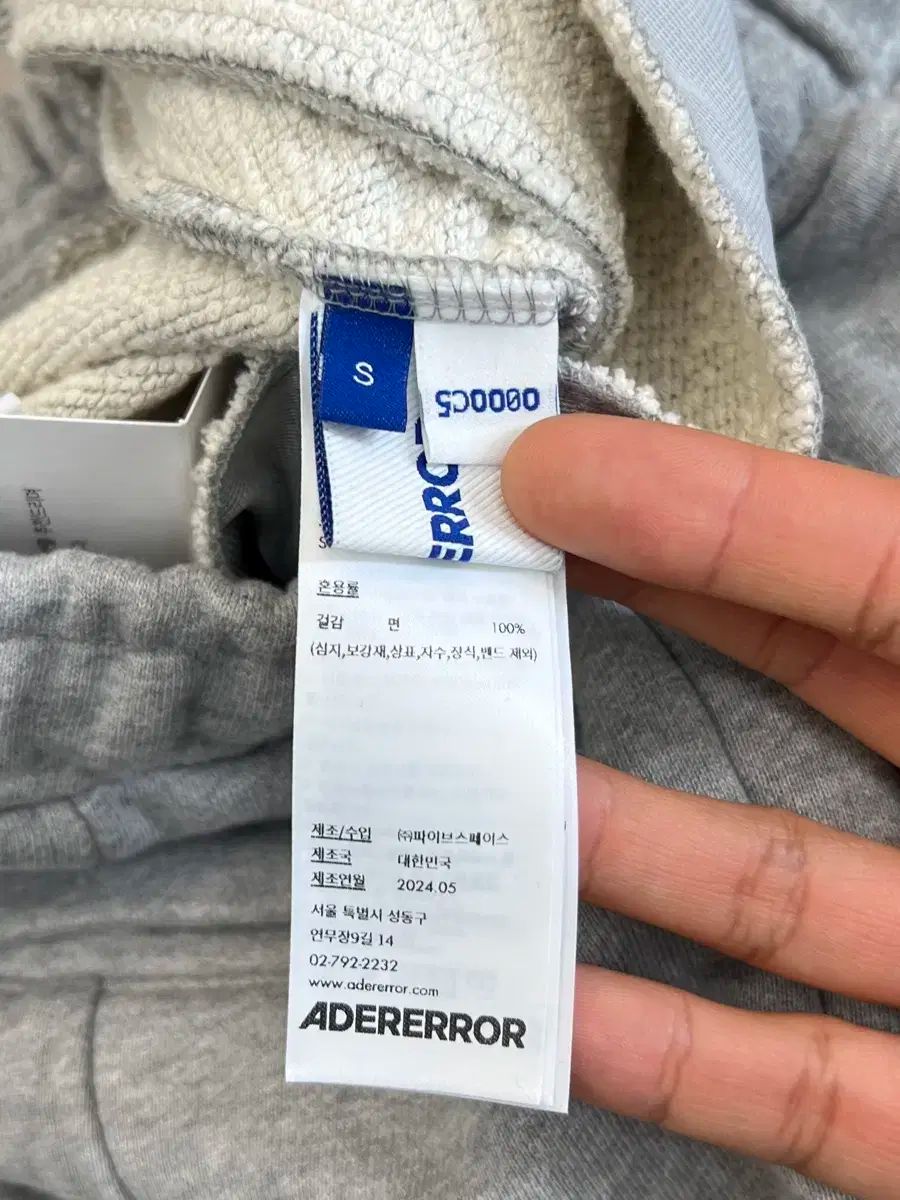 S
000C5
ERRO
혼용률
겉감 면 100%
(심지,보강재,상표,자수,장식,밴드 제외)
제조/수입 ㈜파이브스페이스
제조국 대한민국
제조연월 2024.05
서울 특별시 성동구
연무장9길 14
02-792-2232
www.adererror.com
ADERERROR